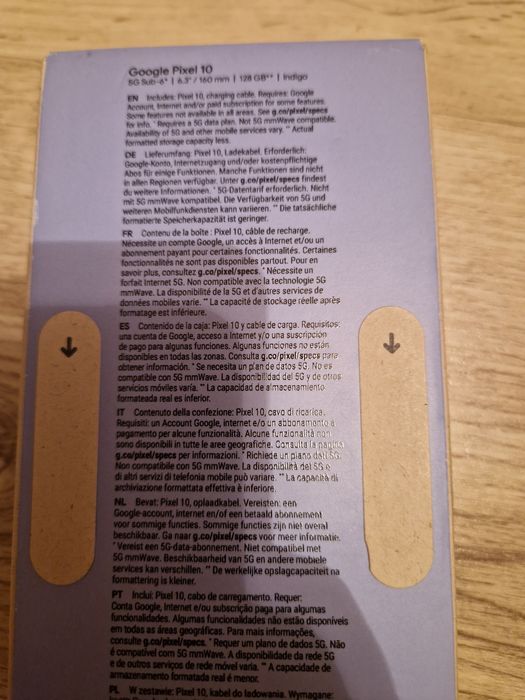 Google Pixel 10
5G Sub-6* | 6.3" / 160 mm | 128 GB** | Indigo
EN Includes: Pixel 10, charging cable. Requires: Google
Account, Internet and/or paid subscription for some features.
Some features not available in all areas. See g.co/pixel/specs
for info. *Requires a 5G data plan. Not 5G mmWave compatible.
Availability of 5G and other mobile services vary. **Actual
formatted storage capacity less.
DE Lieferumfang: Pixel 10, Ladekabel. Erforderlich:
Google-Konto, Internetzugang und/oder kostenpflichtige
Abos für einige Funktionen. Manche Funktionen sind nicht
in allen Regionen verfügbar. Unter g.co/pixel/specs findest
du weitere Informationen. *5G-Datentarif erforderlich. Nicht
mit 5G mmWave kompatibel. Die Verfügbarkeit von 5G und
weiteren Mobilfunkdiensten kann variieren. **Die tatsächliche
formatierte Speicherkapazität ist geringer.
FR Contenu de la boîte : Pixel 10, câble de recharge.
Nécessite un compte Google, un accès à Internet et/ou un
abonnement payant pour certaines fonctionnalités. Certaines
fonctionnalités ne sont pas disponibles partout. Pour en
savoir plus, consultez g.co/pixel/specs. *Nécessite un
forfait Internet 5G. Non compatible avec la technologie 5G
mmWave. La disponibilité de la 5G et d'autres services de
données mobiles varie. **La capacité de stockage réelle après
formatage est inférieure.
ES Contenido de la caja: Pixel 10 y cable de carga. Requisitos:
una cuenta de Google, acceso a Internet y/o una suscripción
de pago para algunas funciones. Algunas funciones no están
disponibles en todas las zonas. Consulta g.co/pixel/specs para
obtener información. *Se necesita un plan de datos 5G. No es
compatible con 5G mmWave. La disponibilidad del 5G y de otros
servicios móviles varía. **La capacidad de almacenamiento
formateada real es inferior.
IT Contenuto della confezione: Pixel 10, cavo di ricarica.
Requisiti: un Account Google, internet e/o un abbonamento a
pagamento per alcune funzionalità. Alcune funzionalità non
sono disponibili in tutte le aree geografiche. Consulta la pagina
g.co/pixel/specs per informazioni. *Richiede un piano dati 5G.
Non compatibile con 5G mmWave. La disponibilità del 5G e
di altri servizi di telefonia mobile può variare. **La capacità di
archiviazione formattata effettiva è inferiore.
NL Bevat: Pixel 10, oplaadkabel. Vereisten: een
Google-account, internet en/of een betaald abonnement
voor sommige functies. Sommige functies zijn niet overal
beschikbaar. Ga naar g.co/pixel/specs voor meer informatie.
*Vereist een 5G-data-abonnement. Niet compatibel met
5G mmWave. Beschikbaarheid van 5G en andere mobiele
services kan verschillen. **De werkelijke opslagcapaciteit na
formattering is kleiner.
PT Inclui: Pixel 10, cabo de carregamento. Requer:
Conta Google, Internet e/ou subscrição paga para algumas
funcionalidades. Algumas funcionalidades não estão disponíveis
em todas as áreas geográficas. Para mais informações,
consulte g.co/pixel/specs. *Requer um plano de dados 5G. Não
é compatível com 5G mmWave. A disponibilidade da rede 5G
e de outros serviços de rede móvel varia. **A capacidade de
armazenamento formatada real é menor.
PL W zestawie: Pixel 10, kabel do ładowania. Wymagane: